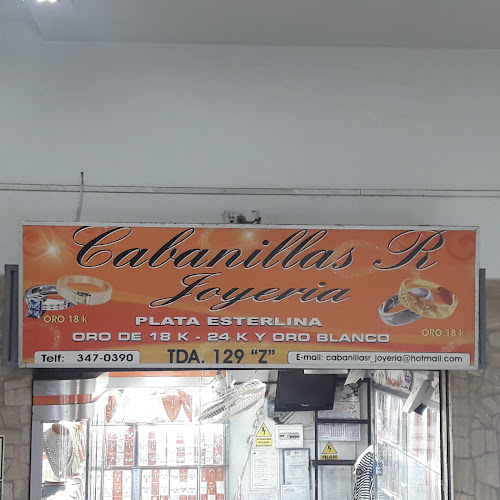 Cabanillas R
Joyeria
PLATA ESTERLINA
ORO DE 18 K - 24 K Y ORO BLANCO
ORO 18 k
ORO 18 k
Telf: 347-0390
TDA. 129 "Z"
E-mail: cabanillasr_joyeria@hotmail.com
PELIGRO